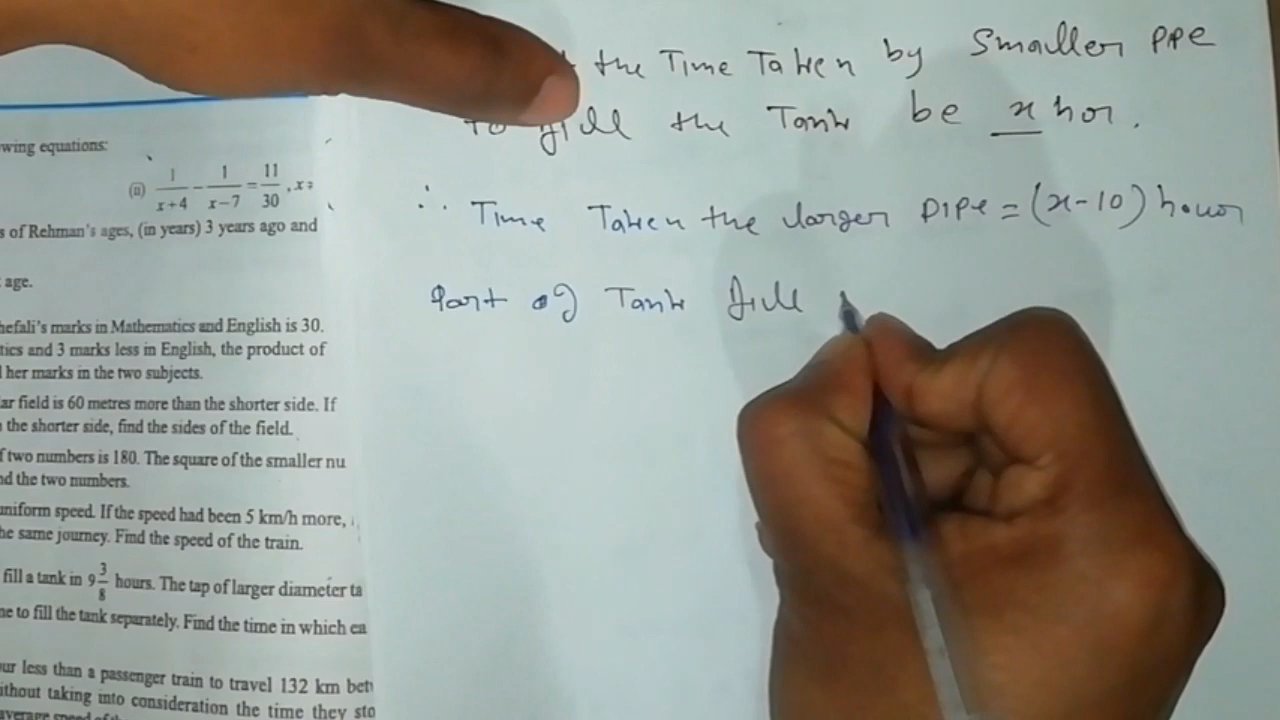 the Time Taken by Smaller PPe
To fill the Tank be x hor.
∴ Time Taken the larger PIPe = (x-10) hour
Part of Tank fill
wing equations:
(ii) 1/x+4 - 1/x-7 = 11/30 , x
s of Rehman's ages, (in years) 3 years ago and
age.
hefali's marks in Mathematics and English is 30.
tics and 3 marks less in English, the product of
her marks in the two subjects.
ar field is 60 metres more than the shorter side. If
the shorter side, find the sides of the field.
f two numbers is 180. The square of the smaller nu
nd the two numbers.
uniform speed. If the speed had been 5 km/h more,
he same journey. Find the speed of the train.
fill a tank in 9 3/8 hours. The tap of larger diameter ta
ne to fill the tank separately. Find the time in which ea
ur less than a passenger train to travel 132 km bet
ithout taking into consideration the time they sto
average speed of the